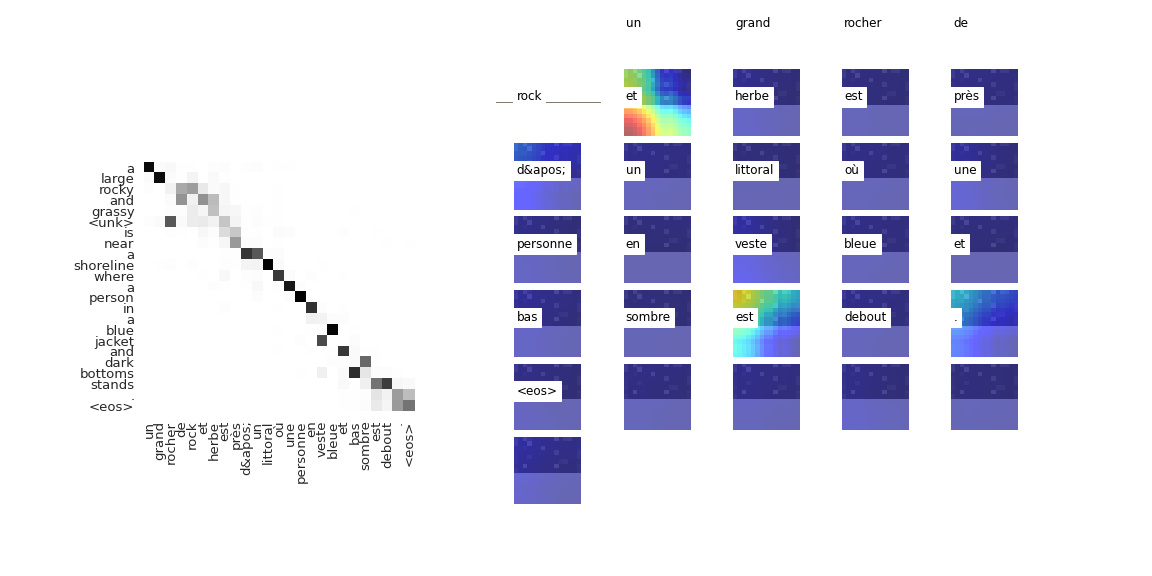 a
large
rocky
and
grassy
<unk>
is
near
a
shoreline
where
a
person
in
a
blue
jacket
and
dark
bottoms
stands
.
<eos>
un
grand
rocher
de
rock
et
herbe
est
près
d&apos;
un
littoral
où
une
personne
en
veste
bleue
et
bas
sombre
est
debout
.
<eos>
un grand rocher de
rock et herbe est près
d&apos; un littoral où une
personne en veste bleue et
bas sombre est debout .
<eos>